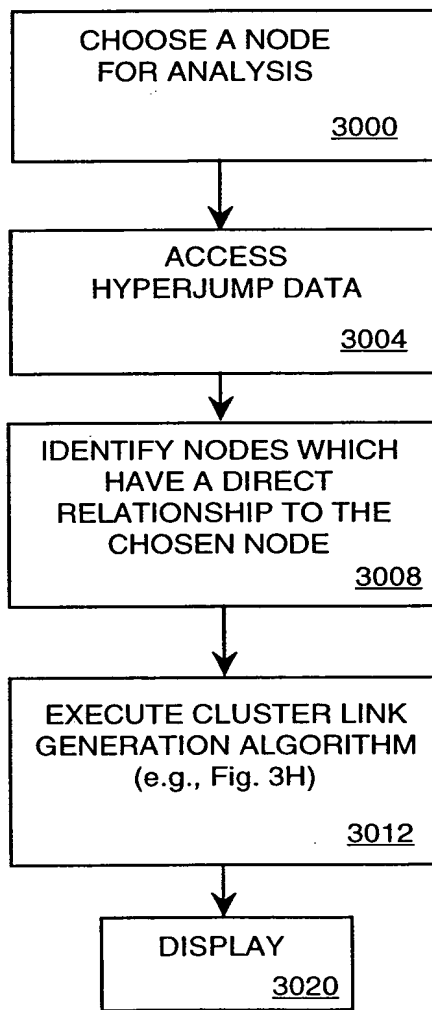 CHOOSE A NODE
FOR ANALYSIS
3000
ACCESS
HYPERJUMP DATA
3004
IDENTIFY NODES WHICH
HAVE A DIRECT
RELATIONSHIP TO THE
CHOSEN NODE
3008
EXECUTE CLUSTER LINK
GENERATION ALGORITHM
(e.g., Fig. 3H)
3012
DISPLAY
3020